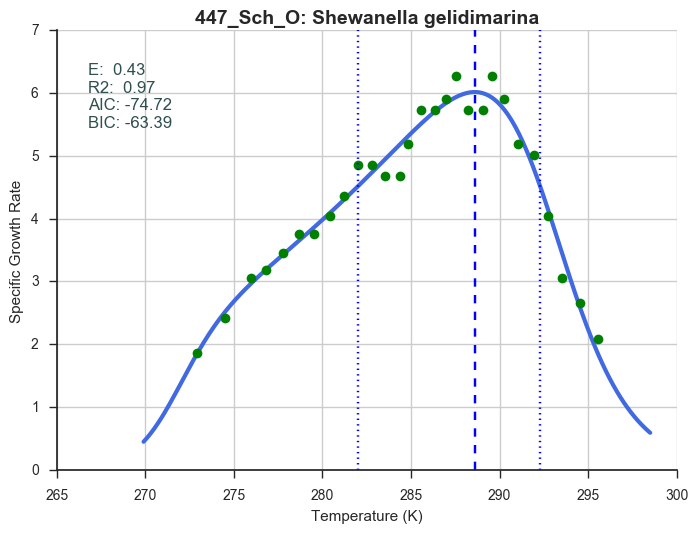 447_Sch_O: Shewanella gelidimarina
E:  0.43
R2:  0.97
AIC: -74.72
BIC: -63.39
7
6
5
4
3
2
1
0
Specific Growth Rate
265 270 275 280 285 290 295 300
Temperature (K)